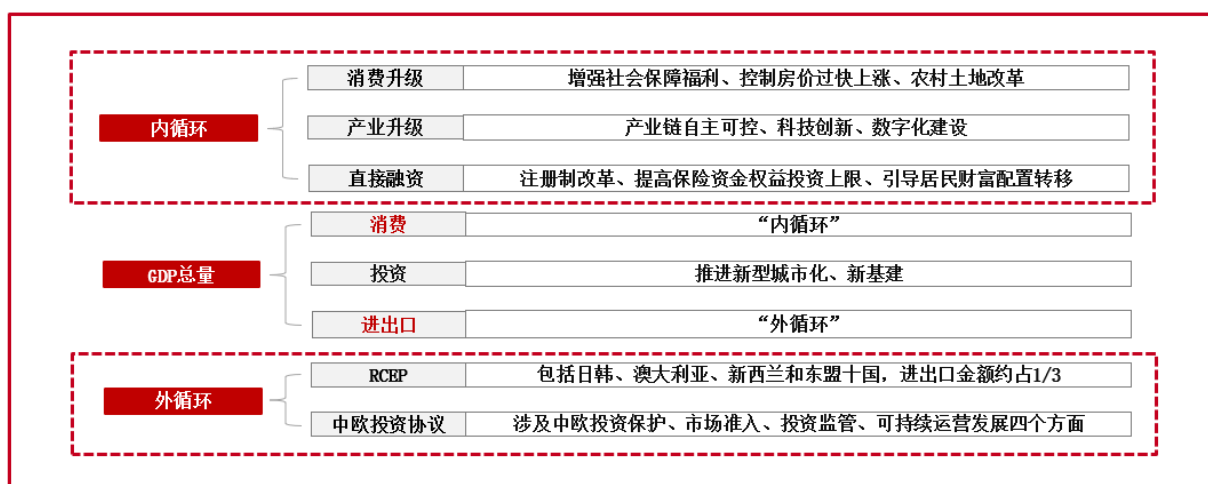 消费升级 增强社会保障福利、控制房价过快上涨、农村土地改革
内循环 产业升级 产业链自主可控、科技创新、数字化建设
直接融资 注册制改革、提高保险资金权益投资上限、引导居民财富配置转移
消费 “内循环”
GDP总量 投资 推进新型城市化、新基建
进出口 “外循环”
RCEP 包括日韩、澳大利亚、新西兰和东盟十国，进出口金额约占1/3
外循环
中欧投资协议 涉及中欧投资保护、市场准入、投资监管、可持续运营发展四个方面